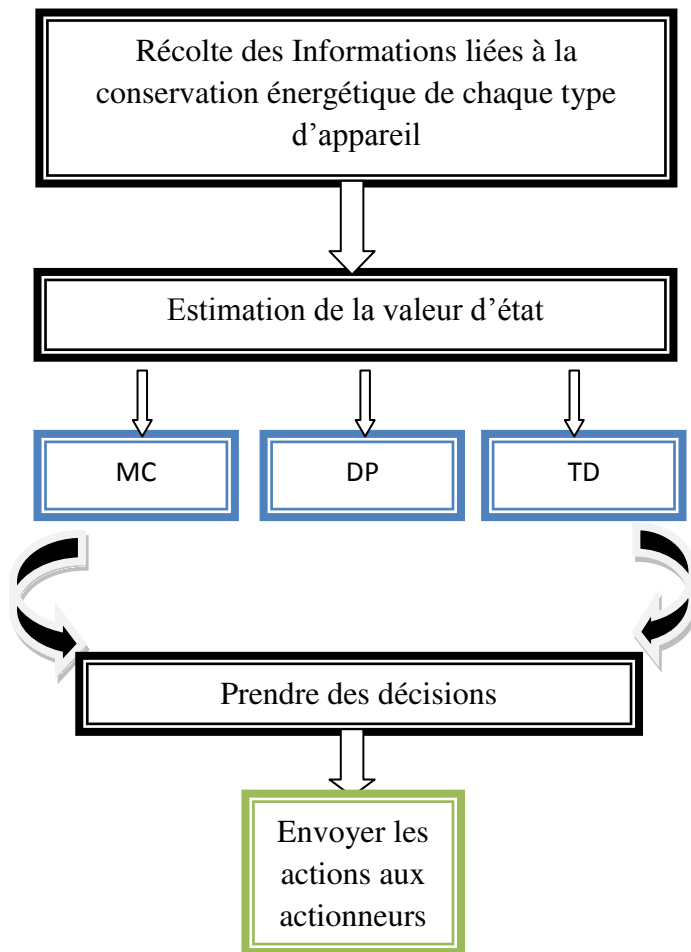 Récolte des Informations liées à la
conservation énergétique de chaque type
d’appareil
Estimation de la valeur d’état
MC
DP
TD
Prendre des décisions
Envoyer les
actions aux
actionneurs